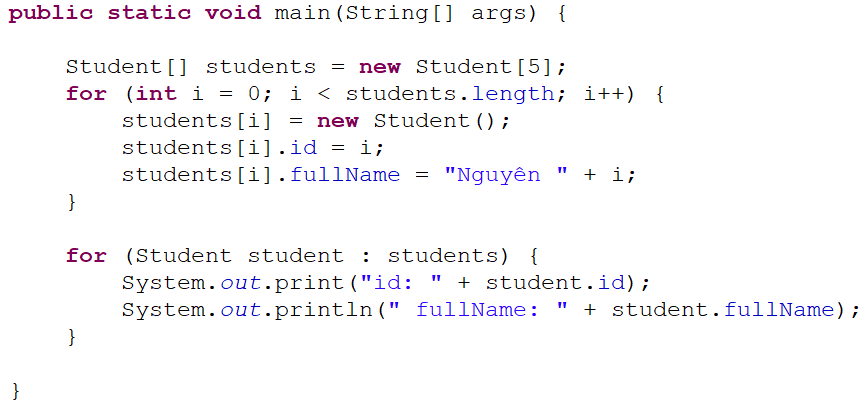 public static void main(String[] args) {
Student[] students = new Student[5];
for (int i = 0; i < students.length; i++) {
students[i] = new Student();
students[i].id = i;
students[i].fullName = "Nguyên " + i;
}
for (Student student : students) {
System.out.print("id: " + student.id);
System.out.println(" fullName: " + student.fullName);
}
}